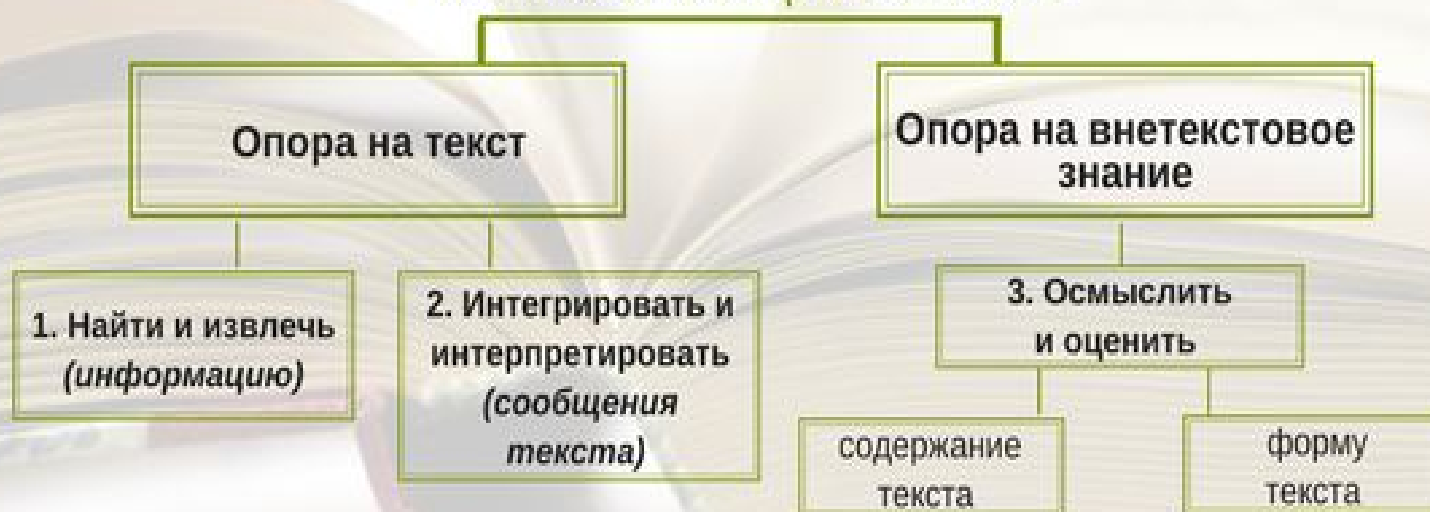 Опора на текст
Опора на внетекстовое
знание
1. Найти и извлечь
(информацию)
2. Интегрировать и
интерпретировать
(сообщения
текста)
3. Осмыслить
и оценить
содержание
текста
форму
текста